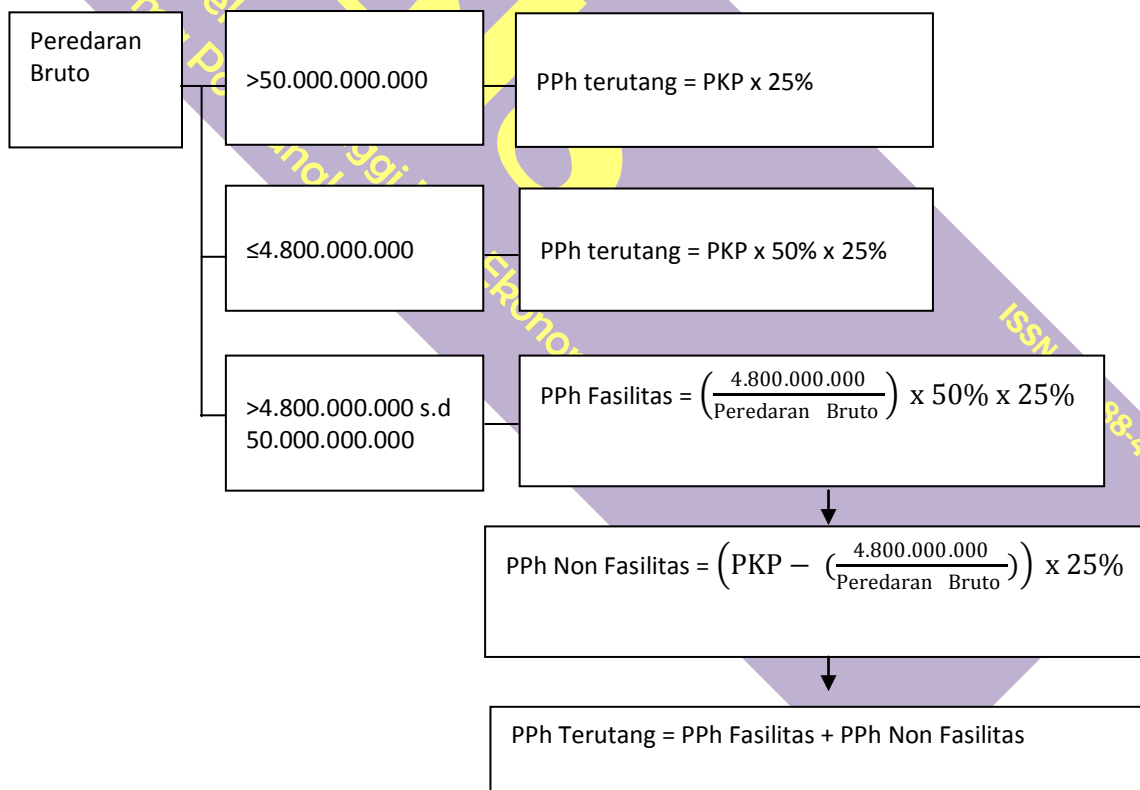 Peredaran
Bruto
>50.000.000.000
PPh terutang = PKP x 25%
≤4.800.000.000
PPh terutang = PKP x 50% x 25%
>4.800.000.000 s.d
50.000.000.000
PPh Fasilitas = (4.800.000.000 / Peredaran Bruto) x 50% x 25%
PPh Non Fasilitas = (PKP − (4.800.000.000 / Peredaran Bruto)) x 25%
PPh Terutang = PPh Fasilitas + PPh Non Fasilitas
ISSN